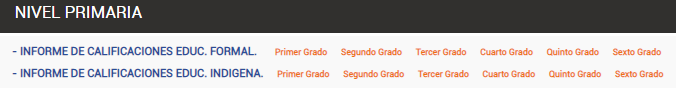 NIVEL PRIMARIA
- INFORME DE CALIFICACIONES EDUC. FORMAL. Primer Grado Segundo Grado Tercer Grado Cuarto Grado Quinto Grado Sexto Grado
- INFORME DE CALIFICACIONES EDUC. INDIGENA. Primer Grado Segundo Grado Tercer Grado Cuarto Grado Quinto Grado Sexto Grado